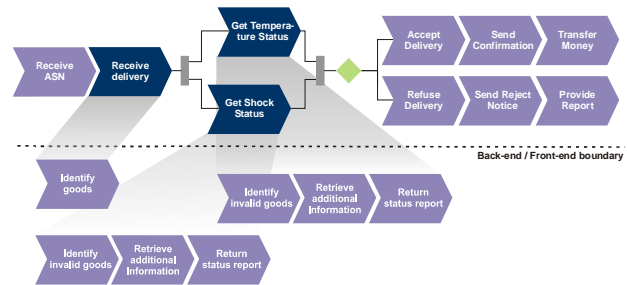 Get Tempera-
ture Status
Receive
ASN
Receive
delivery
Get Shock
Status
Accept
Delivery
Send
Confirmation
Transfer
Money
Refuse
Delivery
Send Reject
Notice
Provide
Report
Back-end / Front-end boundary
Identify
goods
Identify
invalid goods
Retrieve
additional
Information
Return
status report
Identify
invalid goods
Retrieve
additional
Information
Return
status report